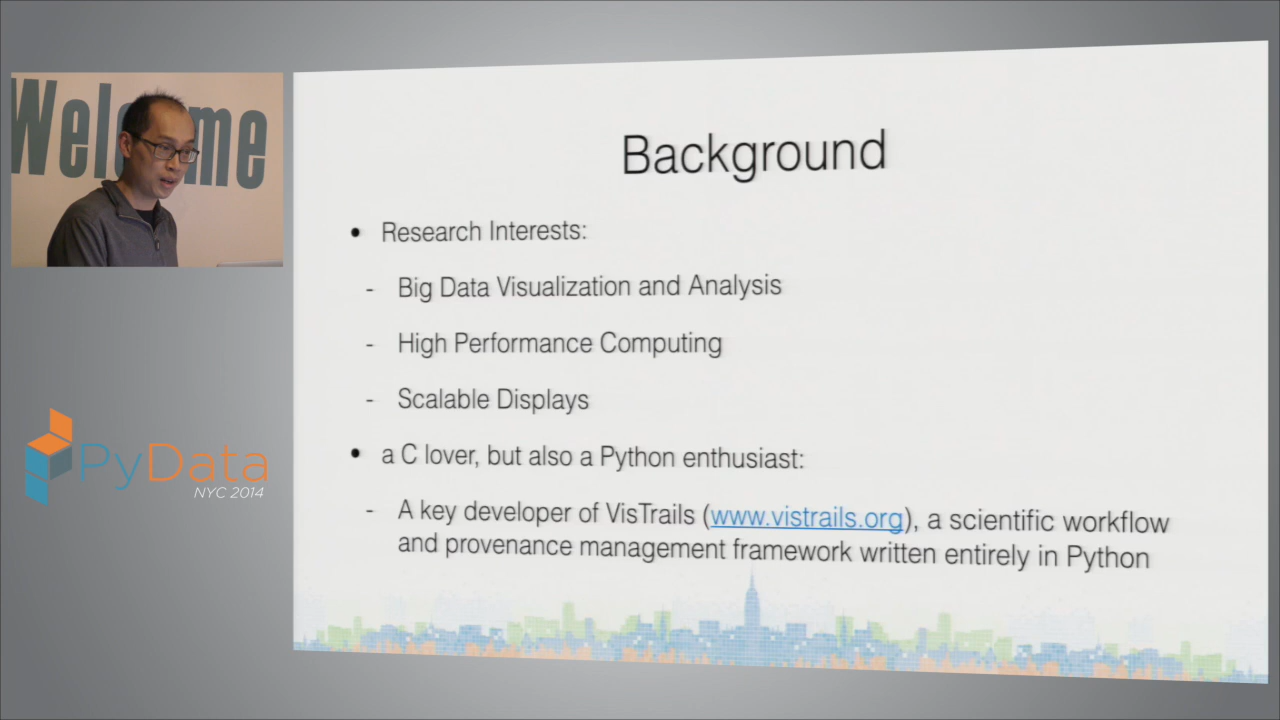 Welcome
Background
• Research Interests:
- Big Data Visualization and Analysis
- High Performance Computing
- Scalable Displays
• a C lover, but also a Python enthusiast:
- A key developer of VisTrails (www.vistrails.org), a scientific workflow
and provenance management framework written entirely in Python
PyData
NYC 2014